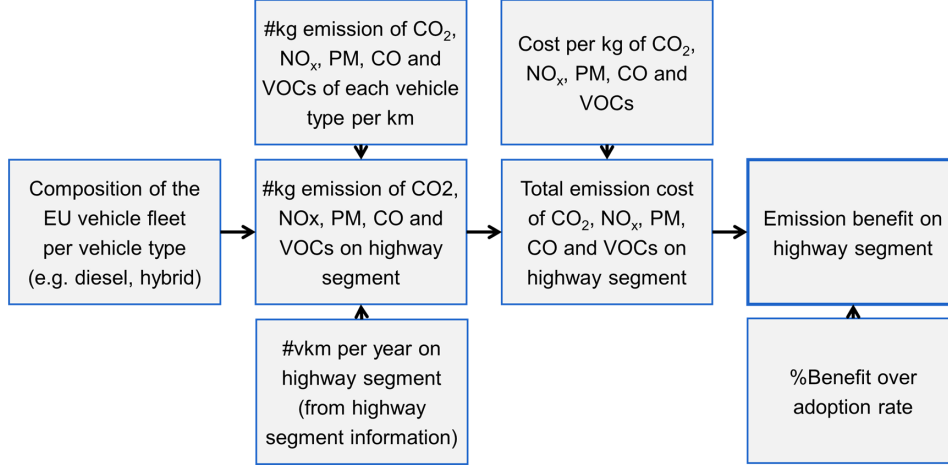 #kg emission of CO₂,
NOₓ, PM, CO and
VOCs of each vehicle
type per km
Cost per kg of CO₂,
NOₓ, PM, CO and
VOCs
Composition of the
EU vehicle fleet
per vehicle type
(e.g. diesel, hybrid)
#kg emission of CO2,
NOx, PM, CO and
VOCs on highway
segment
Total emission cost
of CO₂, NOₓ, PM,
CO and VOCs on
highway segment
Emission benefit on
highway segment
#vkm per year on
highway segment
(from highway
segment information)
%Benefit over
adoption rate